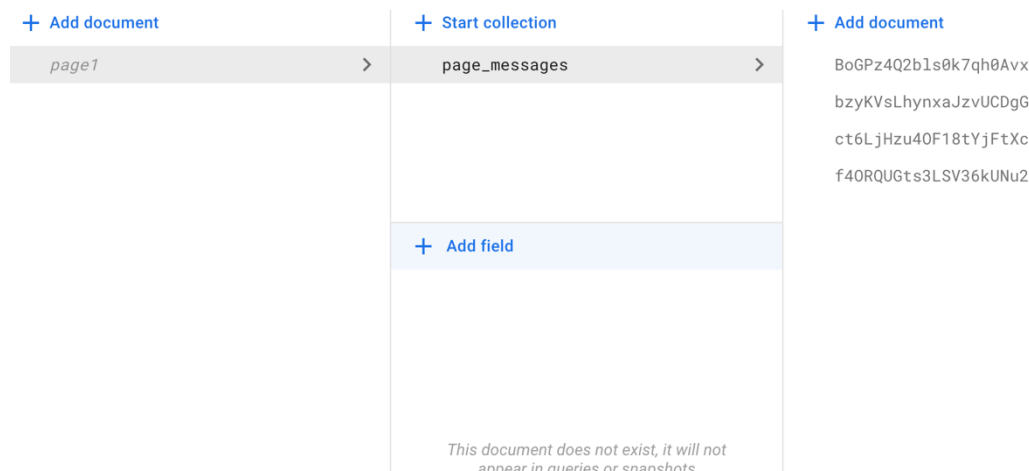 Add document
page1
Start collection
page_messages
Add field
This document does not exist, it will not
appear in queries or snapshots
Add document
BoGPz4Q2bls0k7qh0Avx
bzyKVsLhynxaJzvUCDgG
ct6LjHzu4OF18tYjFtXc
f4ORQUGts3LSV36kUNu2